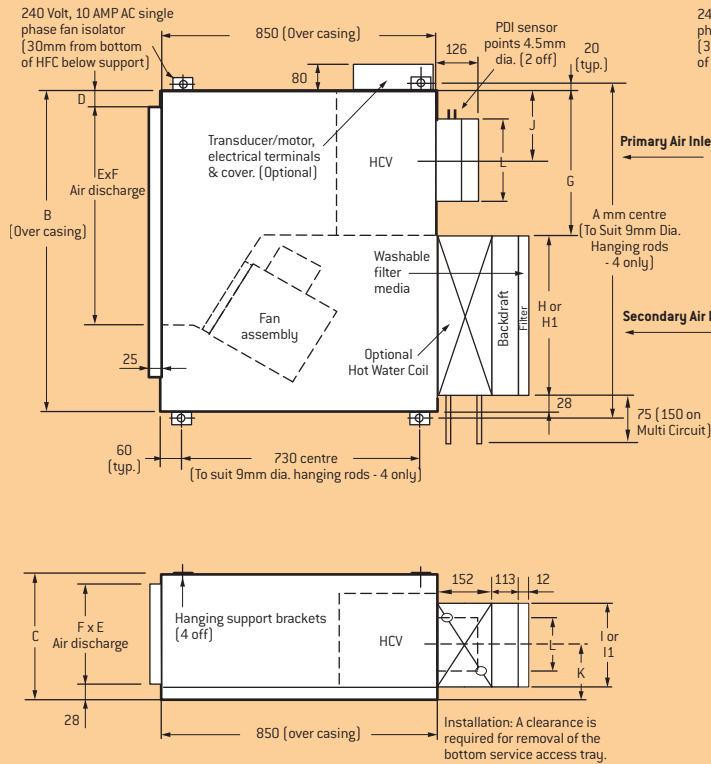 240 Volt, 10 AMP AC single
phase fan isolator
(30mm from bottom
of HFC below support)
850 (Over casing)
PDI sensor
points 4.5mm
dia. (2 off)
126
20
(typ.)
24
ph
(3
of
80
D
Transducer/motor,
electrical terminals
& cover. (Optional)
HCV
L
J
G
Primary Air Inle
ExF
Air discharge
B
(Over casing)
A mm centre
(To Suit 9mm Dia.
Hanging rods
- 4 only)
Washable
filter
media
Fan
assembly
Backdraft
Filter
H or
H1
Secondary Air I
Optional
Hot Water Coil
25
28
75 (150 on
Multi Circuit)
60
(typ.)
730 centre
(To suit 9mm dia. hanging rods - 4 only)
152
113
12
C
F x E
Air discharge
Hanging support brackets
(4 off)
HCV
L
I or
I1
K
28
850 (over casing)
Installation: A clearance is
required for removal of the
bottom service access tray.